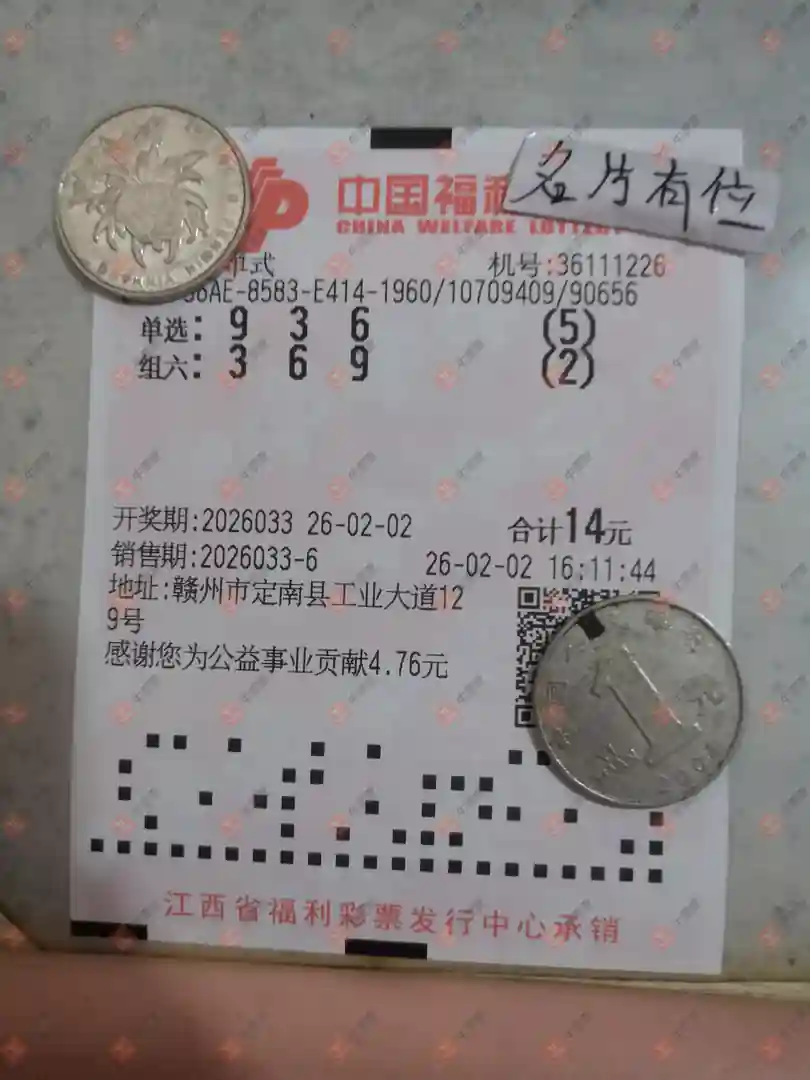 名片有位
中国福利
CHINA WELFARE LOTTER
单式 机号:36111226
6AE-8583-E414-1960/10709409/90656
单选: 9 3 6 (5)
组六: 3 6 9 (2)
开奖期:2026033 26-02-02 合计14元
销售期:2026033-6 26-02-02 16:11:44
地址:赣州市定南县工业大道12
9号
感谢您为公益事业贡献4.76元
1
江西省福利彩票发行中心承销